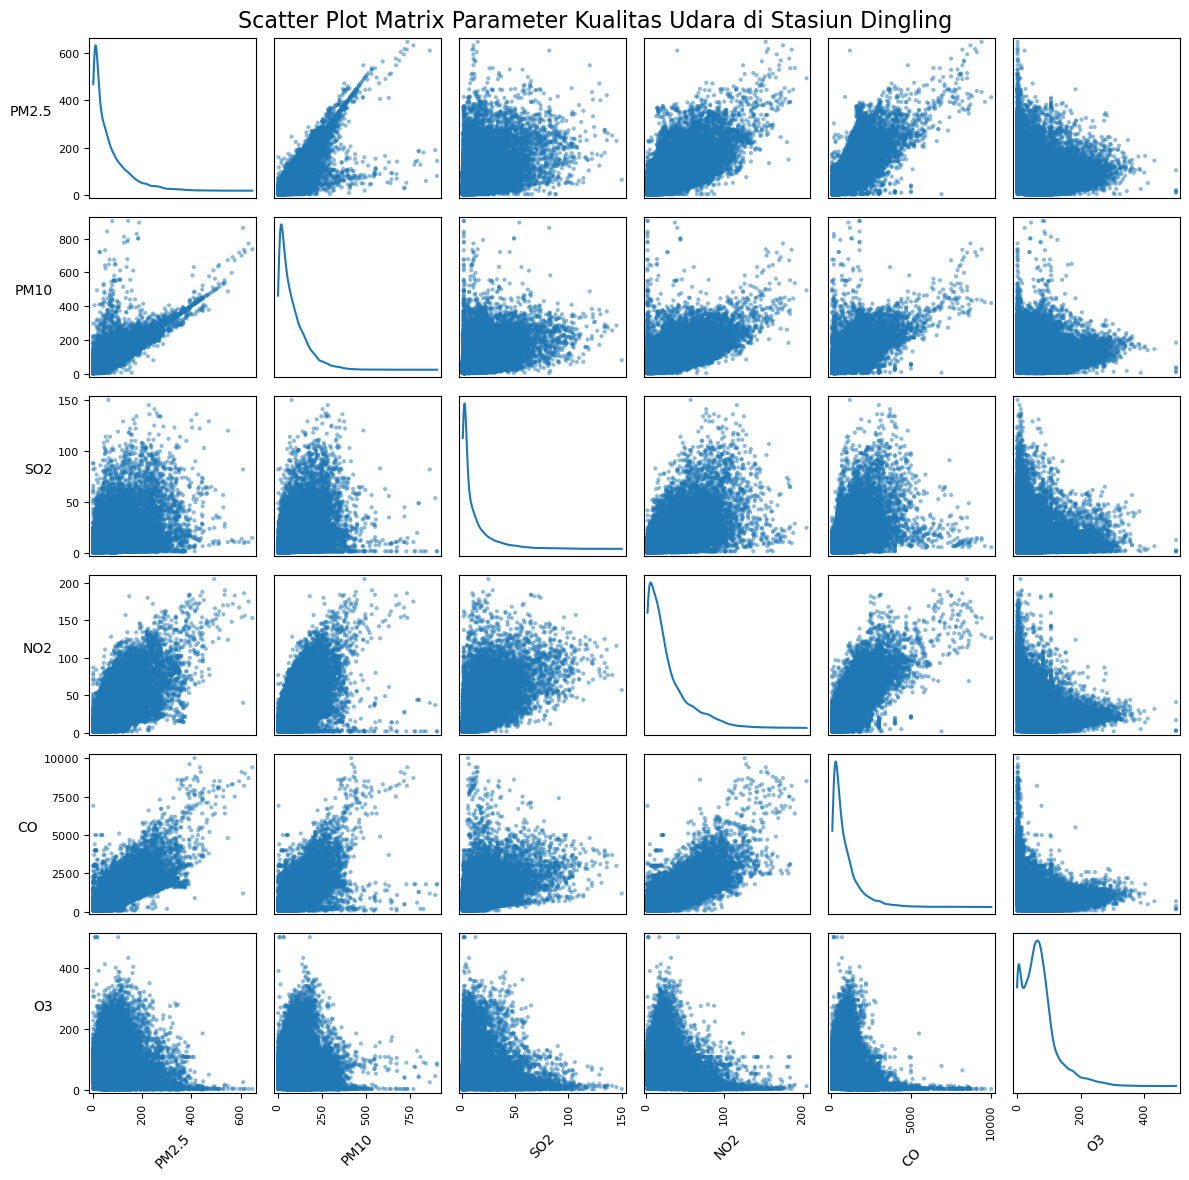 Scatter Plot Matrix Parameter Kualitas Udara di Stasiun Dingling
600
400
200
0
PM2.5
800
600
400
200
0
PM10
150
100
50
0
SO2
200
150
100
50
0
NO2
10000
7500
5000
2500
0
CO
400
200
0
O3
0 200 400 600
0 250 500 750
0 50 100 150
0 100 200
0 5000 10000
0 200 400
PM2.5 PM10 SO2 NO2 CO O3